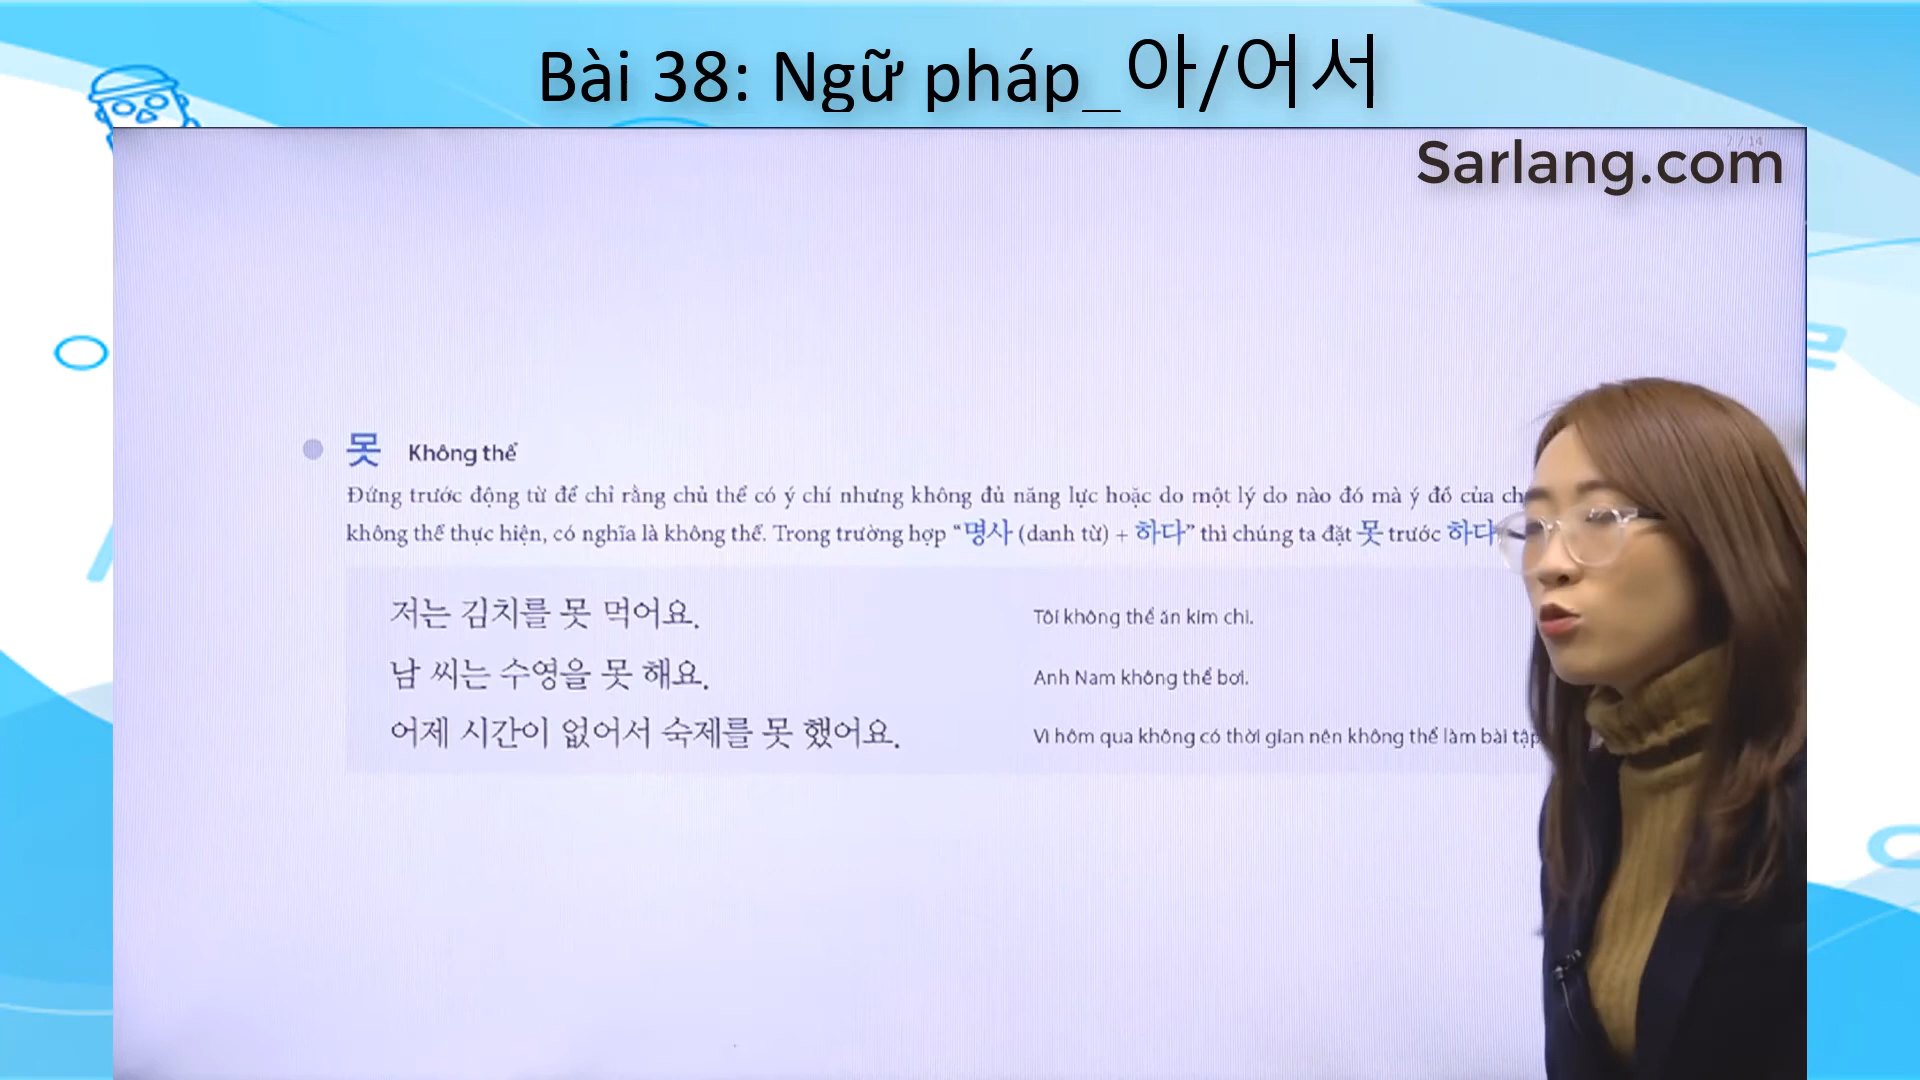 Bài 38: Ngữ pháp_아/어서
Sarlang.com
못 Không thể
Đứng trước động từ để chỉ rằng chủ thể có ý chí nhưng không đủ năng lực hoặc do một lý do nào đó mà ý đồ của
không thể thực hiện, có nghĩa là không thể. Trong trường hợp “명사 (danh từ) + 하다” thì chúng ta đặt 못 trước 하다
저는 김치를 못 먹어요. Tôi không thể ăn kim chi.
남 씨는 수영을 못 해요. Anh Nam không thể bơi.
어제 시간이 없어서 숙제를 못 했어요. Vì hôm qua không có thời gian nên không thể làm bài tập